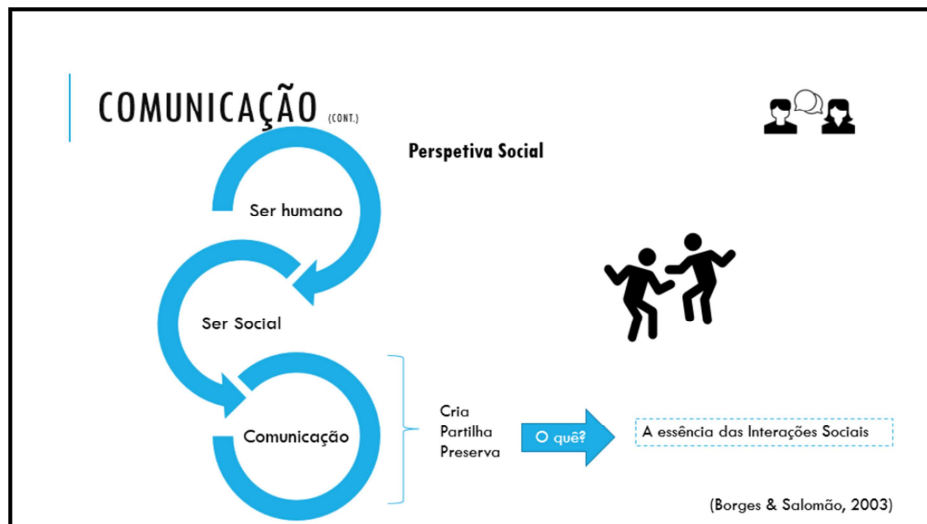 COMUNICAÇÃO (CONT.)
Perspetiva Social
Ser humano
Ser Social
Comunicação
Cria
Partilha
Preserva
O quê?
A essência das Interações Sociais
(Borges & Salomão, 2003)